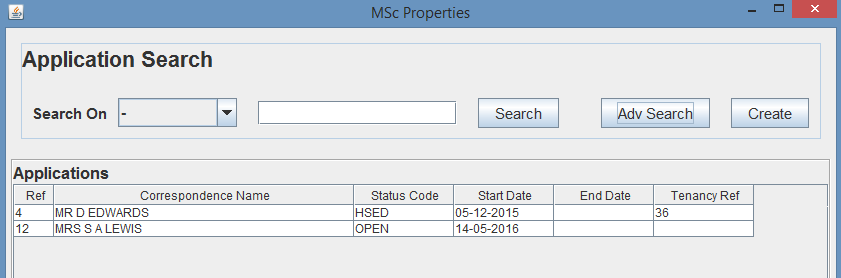 MSc Properties
Application Search
Search On - Search Adv Search Create
Applications
Ref Correspondence Name Status Code Start Date End Date Tenancy Ref
4 MR D EDWARDS HSED 05-12-2015 36
12 MRS S A LEWIS OPEN 14-05-2016